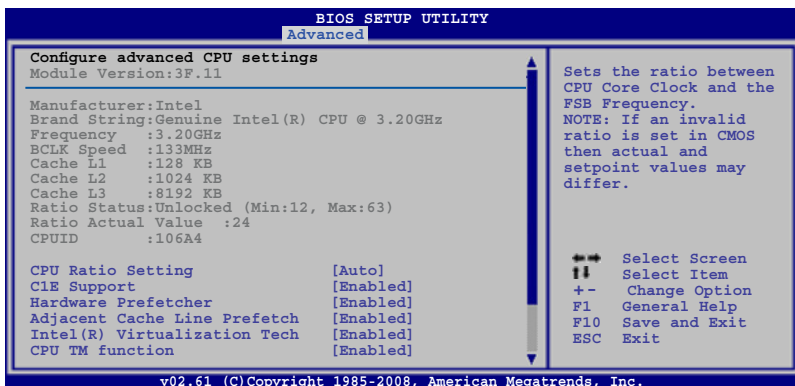 BIOS SETUP UTILITY
Advanced
Configure advanced CPU settings
Module Version:3F.11
Manufacturer:Intel
Brand String:Genuine Intel(R) CPU @ 3.20GHz
Frequency :3.20GHz
BCLK Speed :133MHz
Cache L1 :128 KB
Cache L2 :1024 KB
Cache L3 :8192 KB
Ratio Status:Unlocked (Min:12, Max:63)
Ratio Actual Value :24
CPUID :106A4
CPU Ratio Setting [Auto]
C1E Support [Enabled]
Hardware Prefetcher [Enabled]
Adjacent Cache Line Prefetch [Enabled]
Intel(R) Virtualization Tech [Enabled]
CPU TM function [Enabled]
Sets the ratio between
CPU Core Clock and the
FSB Frequency.
NOTE: If an invalid
ratio is set in CMOS
then actual and
setpoint values may
differ.
Select Screen
Select Item
+- Change Option
F1 General Help
F10 Save and Exit
ESC Exit
v02.61 (C)Copyright 1985-2008, American Megatrends, Inc.